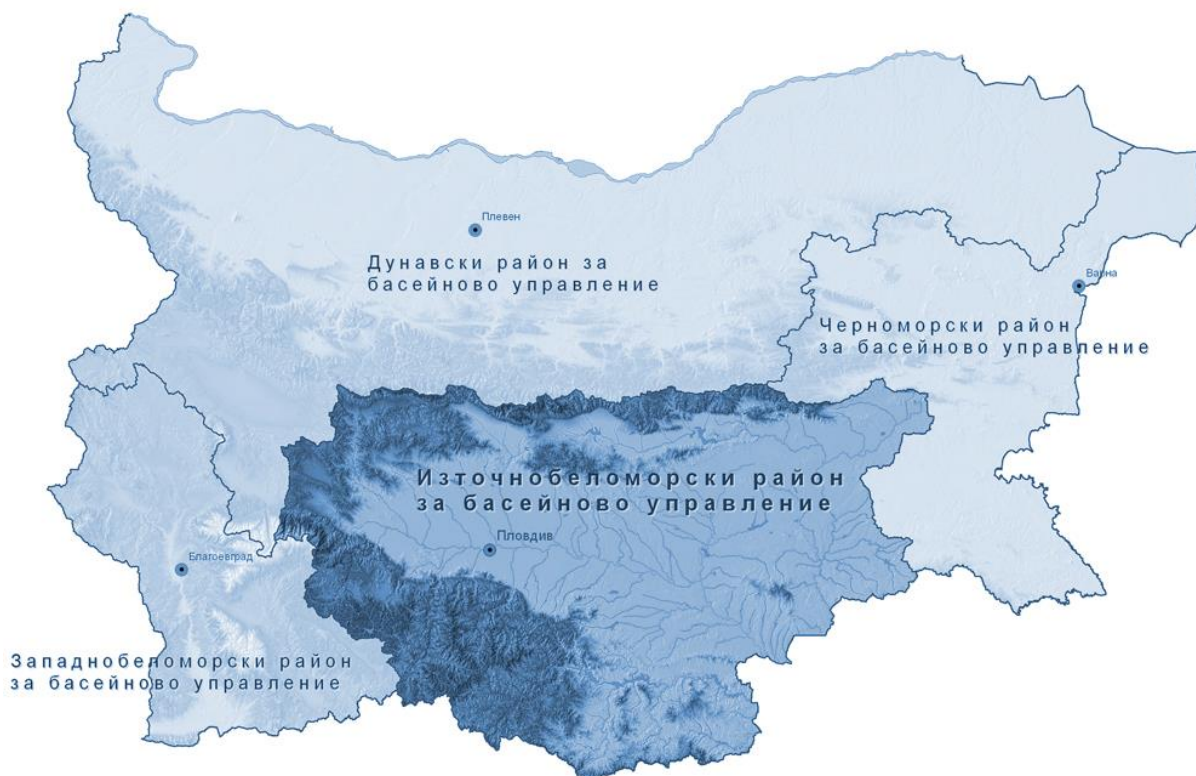 Плевен
Дунавски район за
басейново управление
Варна
Черноморски район
за басейново управление
Източнобеломорски район
за басейново управление
Пловдив
Благоевград
Западнобеломорски район
за басейново управление